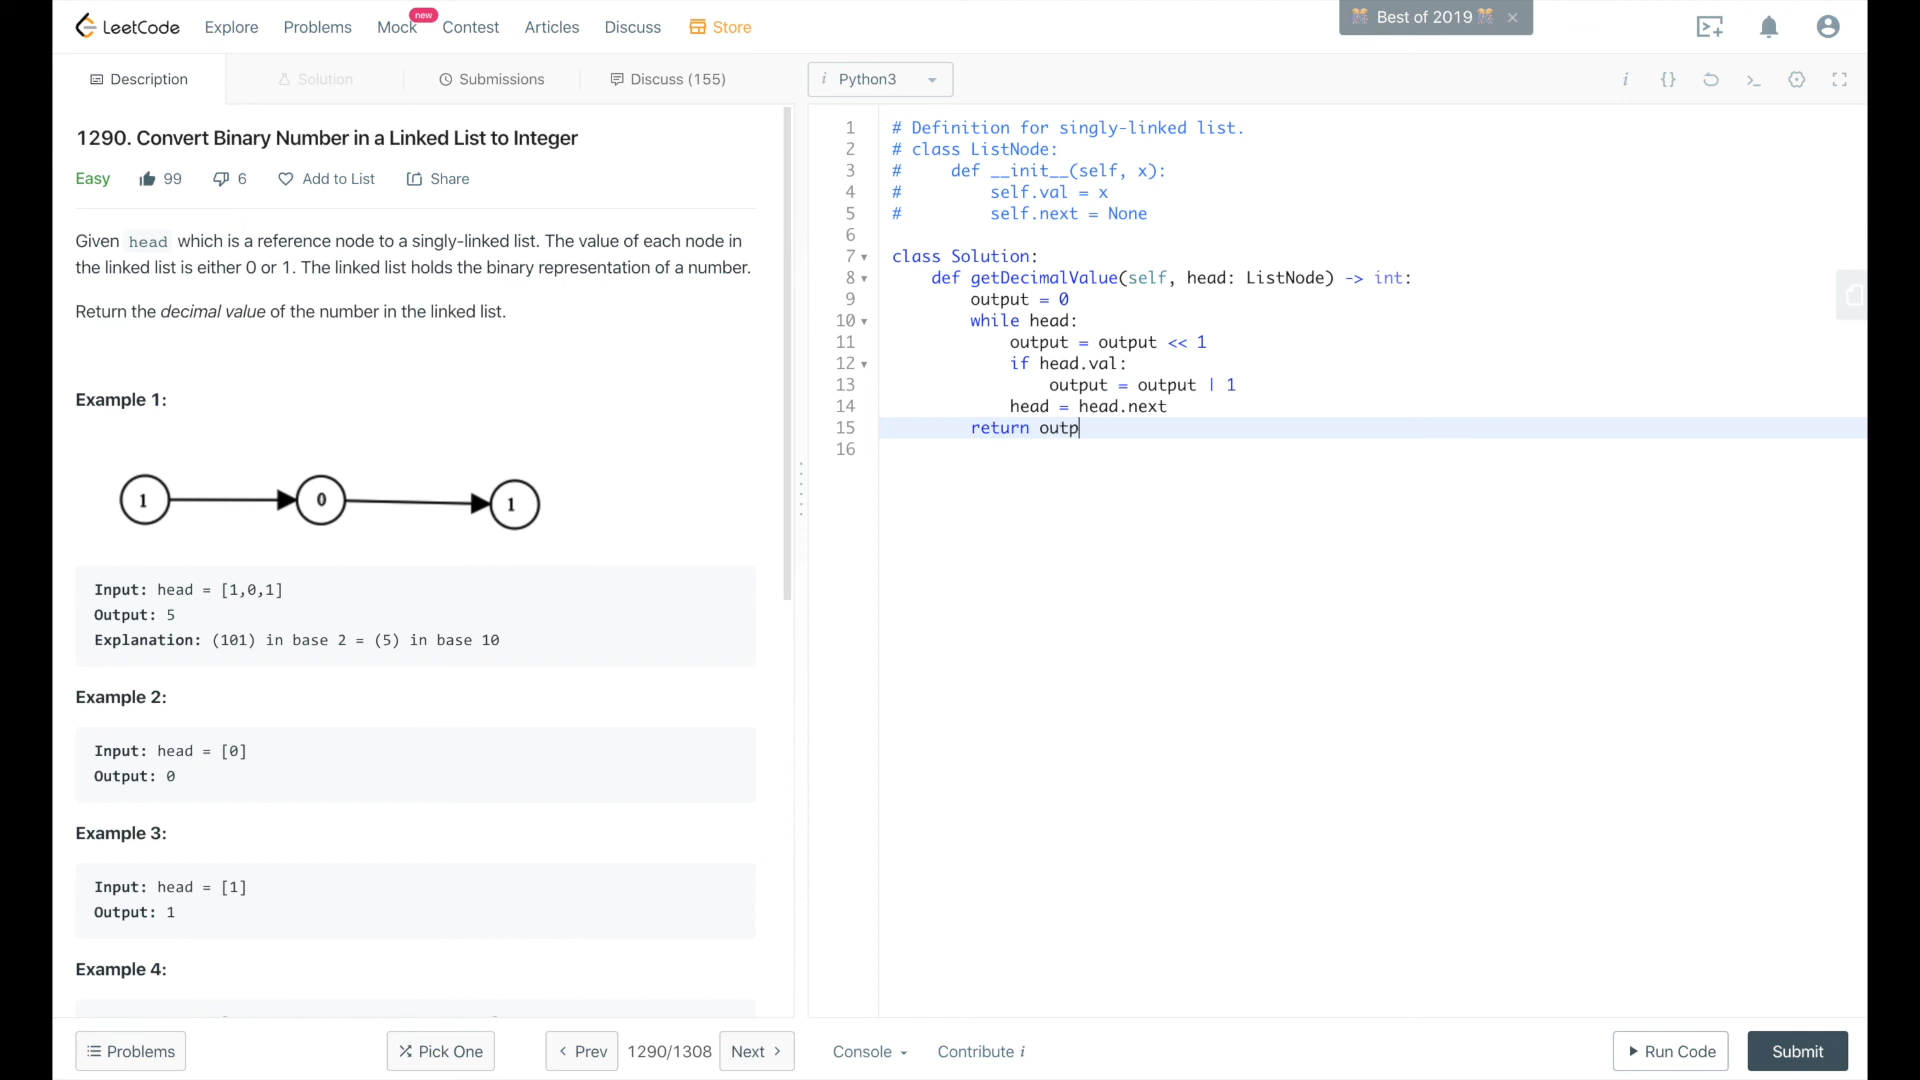 LeetCode Explore Problems Mock new Contest Articles Discuss Store Best of 2019 ×
Description Solution Submissions Discuss (155)
1290. Convert Binary Number in a Linked List to Integer
Easy 99 6 Add to List Share
Given head which is a reference node to a singly-linked list. The value of each node in
the linked list is either 0 or 1. The linked list holds the binary representation of a number.
Return the decimal value of the number in the linked list.
Example 1:
1 0 1
Input: head = [1,0,1]
Output: 5
Explanation: (101) in base 2 = (5) in base 10
Example 2:
Input: head = [0]
Output: 0
Example 3:
Input: head = [1]
Output: 1
Example 4:
Problems Pick One < Prev 1290/1308 Next >
i Python3 i {} >_
1 # Definition for singly-linked list.
2 # class ListNode:
3 #     def __init__(self, x):
4 #         self.val = x
5 #         self.next = None
6
7 class Solution:
8     def getDecimalValue(self, head: ListNode) -> int:
9         output = 0
10         while head:
11             output = output << 1
12             if head.val:
13                 output = output | 1
14             head = head.next
15         return outp
16
Console Contribute i Run Code Submit